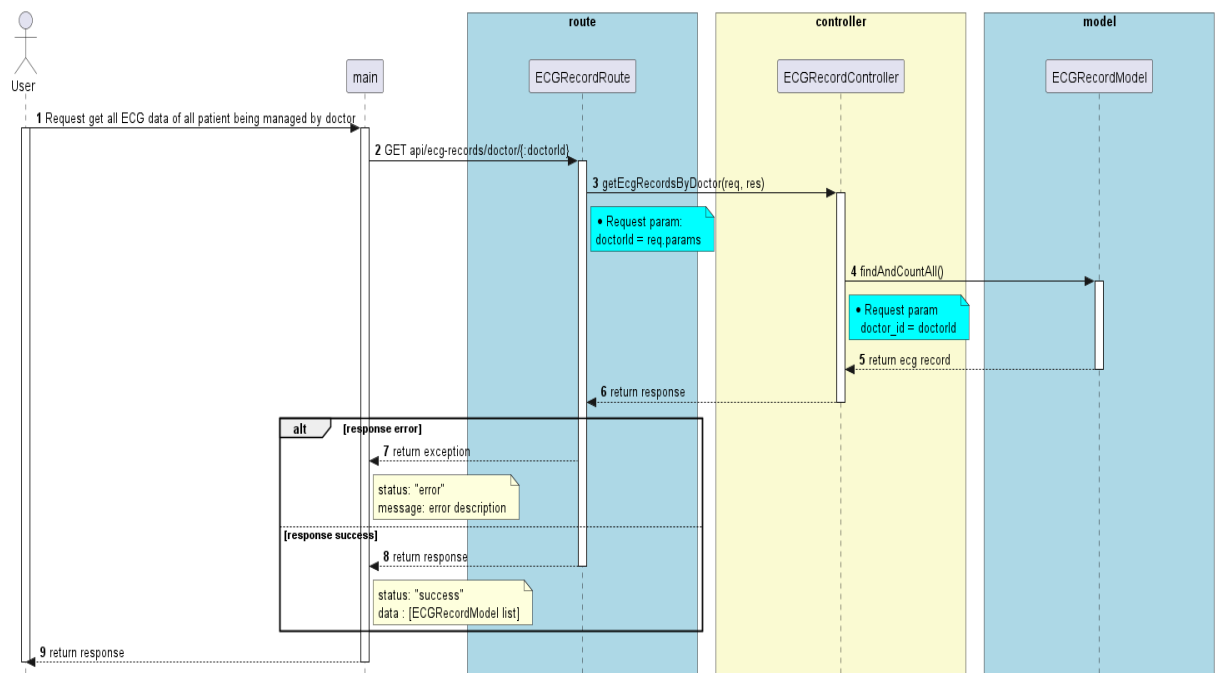 route
controller
model
User
main
ECGRecordRoute
ECGRecordController
ECGRecordModel
1 Request get all ECG data of all patient being managed by doctor
2 GET api/ecg-records/doctor/{:doctorId}
3 getEcgRecordsByDoctor(req, res)
• Request param:
doctorId = req.params
4 findAndCountAll()
• Request param
doctor_id = doctorId
5 return ecg record
6 return response
alt [response error]
7 return exception
status: "error"
message: error description
[response success]
8 return response
status: "success"
data : [ECGRecordModel list]
9 return response